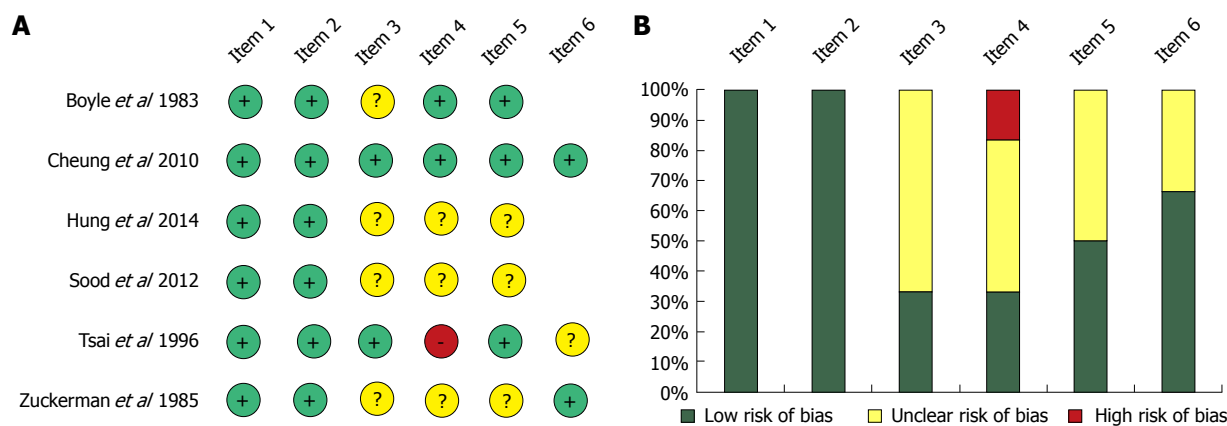 A
Item 1 Item 2 Item 3 Item 4 Item 5 Item 6
Boyle et al 1983 + + ? + +
Cheung et al 2010 + + + + + +
Hung et al 2014 + + ? ? ?
Sood et al 2012 + + ? ? ?
Tsai et al 1996 + + + - + ?
Zuckerman et al 1985 + + ? ? ? +
B
Item 1 Item 2 Item 3 Item 4 Item 5 Item 6
100%
90%
80%
70%
60%
50%
40%
30%
20%
10%
0%
Low risk of bias Unclear risk of bias High risk of bias